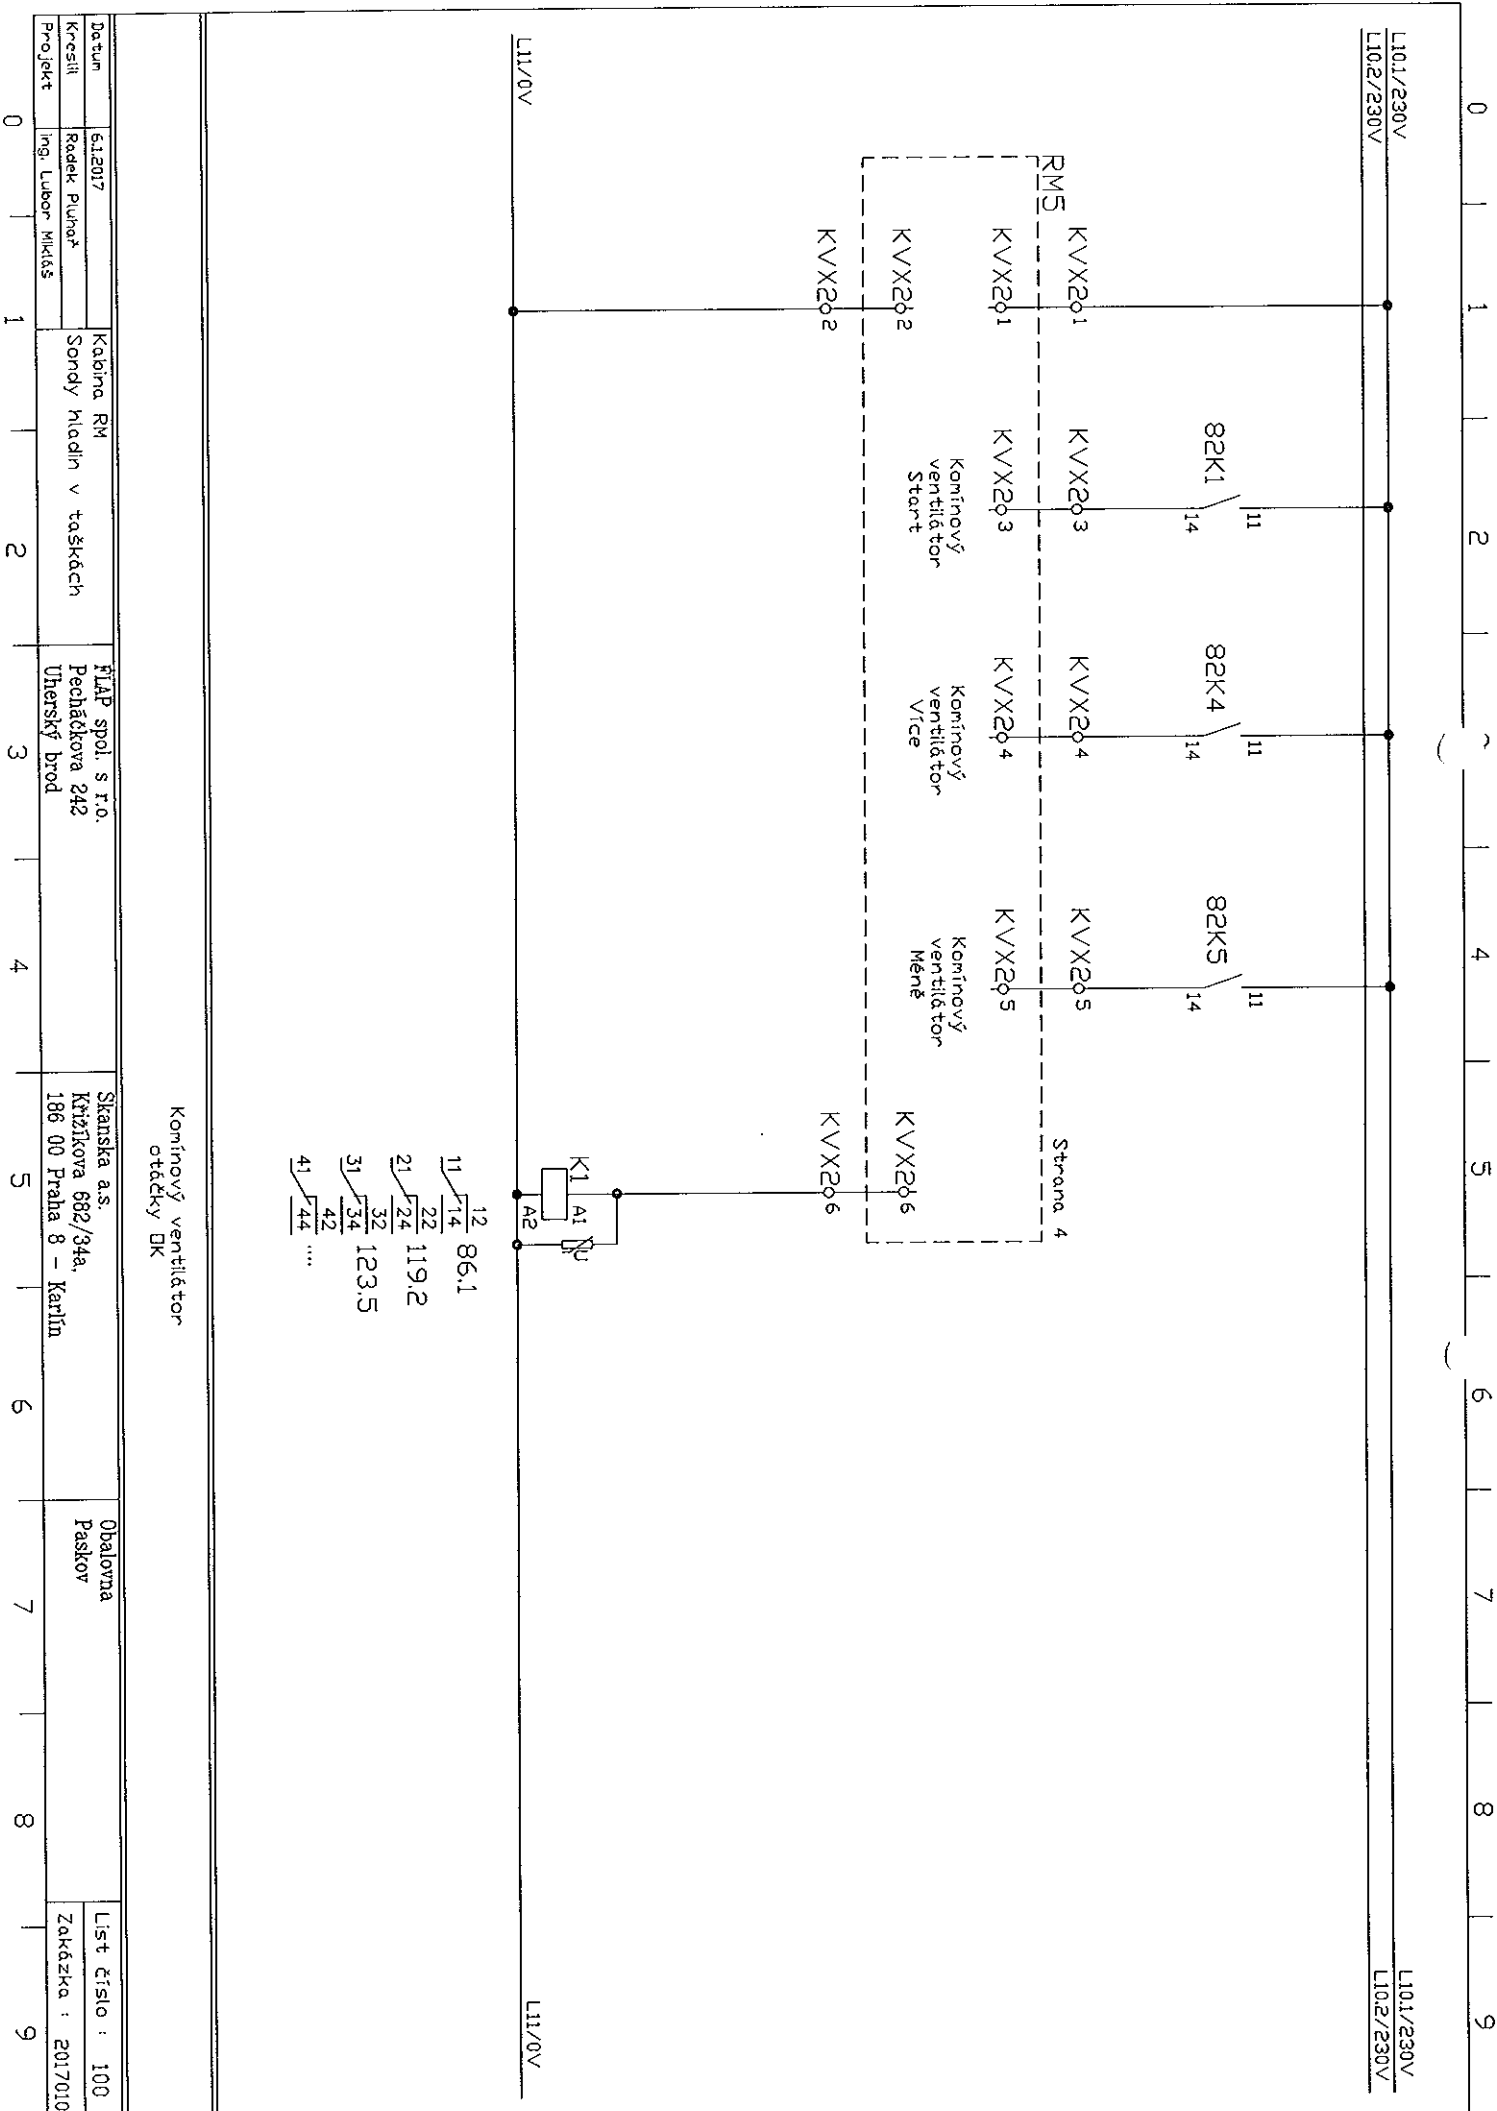 0 1 2 4 5 6 7 8 9
L10.1/230V
L10.2/230V
L10.1/230V
L10.2/230V
82K1
11
14
82K4
11
14
82K5
11
14
KVX2 1
KVX2 3
KVX2 4
KVX2 5
RM5
Strana 4
KVX2 1
KVX2 3
KVX2 4
KVX2 5
Komínový
ventilátor
Start
Komínový
ventilátor
Více
Komínový
ventilátor
Méně
KVX2 2
KVX2 6
KVX2 2
KVX2 6
K1
A1
A2
U
L11/0V
L11/0V
11 12
14 86.1
21 22
24 119.2
31 32
34 123.5
41 42
44 ....
Komínový ventilátor
otáčky OK
Datum 6.1.2017
Kreslil Radek Pluhař
Projekt Ing. Lubor Mikláš
Kabina RM
Sondy hladin v taškách
FLAP spol. s r.o.
Pecháčkova 242
Uherský brod
Skanska a.s.
Křižíkova 682/34a,
186 00 Praha 8 - Karlín
Obalovna
Paskov
List číslo : 100
Zakázka : 2017010
0 1 2 3 4 5 6 7 8 9